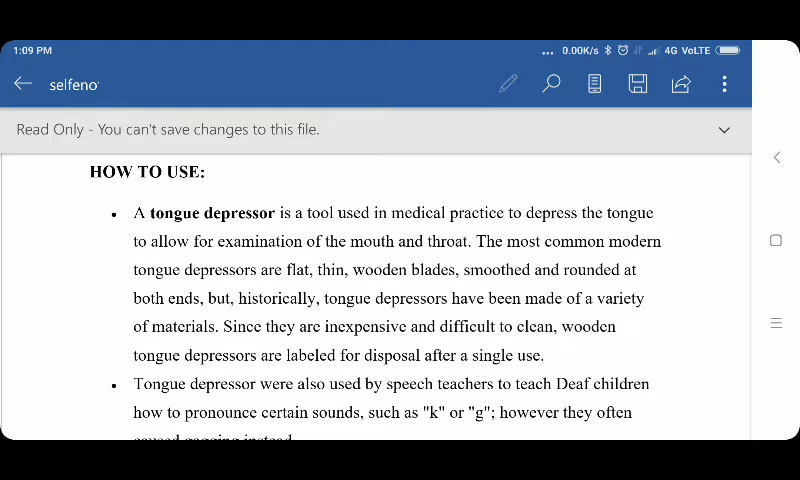 1:09 PM ... 0.00K/s 4G VoLTE
selfeno
Read Only - You can't save changes to this file.
HOW TO USE:
• A tongue depressor is a tool used in medical practice to depress the tongue
to allow for examination of the mouth and throat. The most common modern
tongue depressors are flat, thin, wooden blades, smoothed and rounded at
both ends, but, historically, tongue depressors have been made of a variety
of materials. Since they are inexpensive and difficult to clean, wooden
tongue depressors are labeled for disposal after a single use.
• Tongue depressor were also used by speech teachers to teach Deaf children
how to pronounce certain sounds, such as "k" or "g"; however they often
caused gagging instead